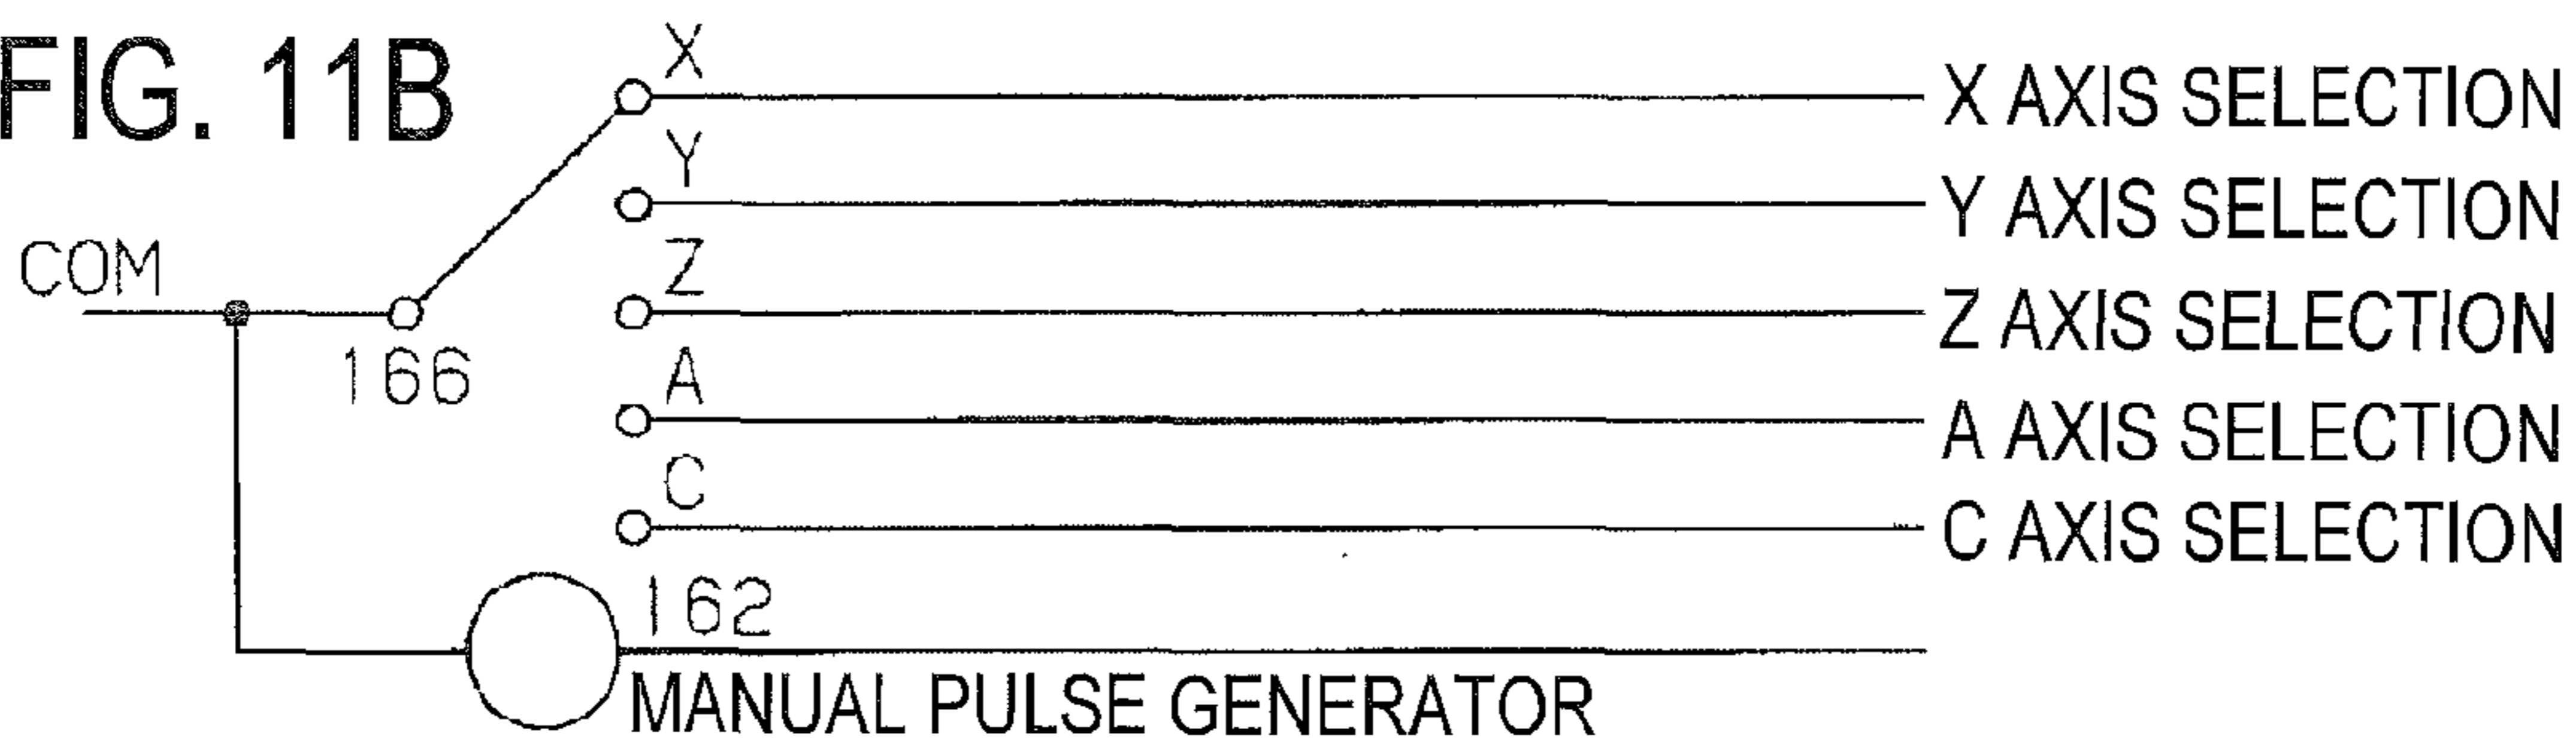 FIG. 11B
X
X AXIS SELECTION
Y
Y AXIS SELECTION
COM
Z
Z AXIS SELECTION
166
A
A AXIS SELECTION
C
C AXIS SELECTION
162
MANUAL PULSE GENERATOR